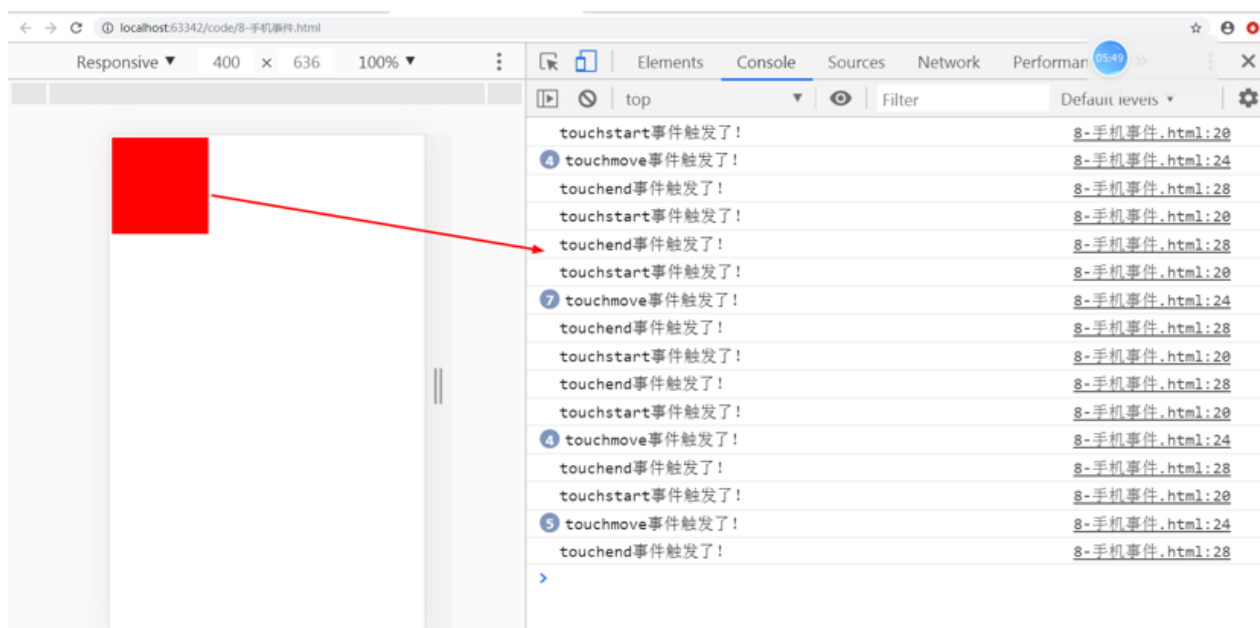 localhost:63342/code/8-手机事件.html
Responsive ▼ 400 × 636 100% ▼
Elements Console Sources Network Performan 05:49 »
top ▼ Filter Default levels ▼
touchstart事件触发了! 8-手机事件.html:20
4 touchmove事件触发了! 8-手机事件.html:24
touchend事件触发了! 8-手机事件.html:28
touchstart事件触发了! 8-手机事件.html:20
touchend事件触发了! 8-手机事件.html:28
touchstart事件触发了! 8-手机事件.html:20
7 touchmove事件触发了! 8-手机事件.html:24
touchend事件触发了! 8-手机事件.html:28
touchstart事件触发了! 8-手机事件.html:20
touchend事件触发了! 8-手机事件.html:28
touchstart事件触发了! 8-手机事件.html:20
4 touchmove事件触发了! 8-手机事件.html:24
touchend事件触发了! 8-手机事件.html:28
touchstart事件触发了! 8-手机事件.html:20
5 touchmove事件触发了! 8-手机事件.html:24
touchend事件触发了! 8-手机事件.html:28